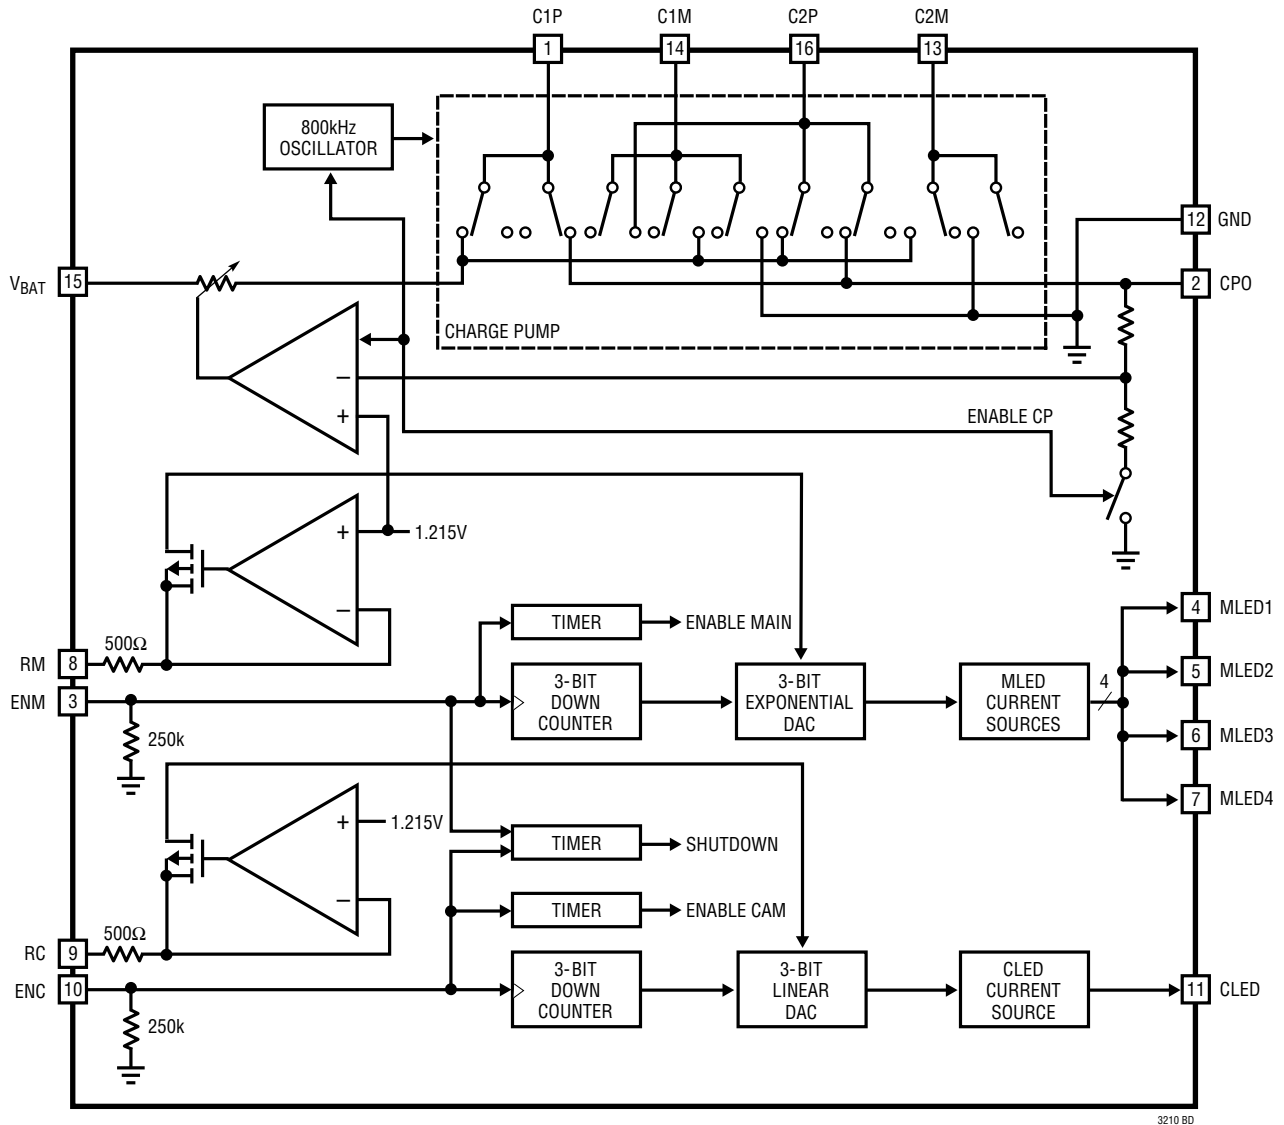 C1P
C1M
C2P
C2M
1
14
16
13
800kHz
OSCILLATOR
12
GND
VBAT
15
2
CPO
CHARGE PUMP
–
+
ENABLE CP
+
1.215V
–
500Ω
RM
8
ENM
3
250k
TIMER
ENABLE MAIN
3-BIT
DOWN
COUNTER
3-BIT
EXPONENTIAL
DAC
MLED
CURRENT
SOURCES
4
4
MLED1
5
MLED2
6
MLED3
7
MLED4
+
1.215V
–
500Ω
RC
9
ENC
10
250k
TIMER
SHUTDOWN
TIMER
ENABLE CAM
3-BIT
DOWN
COUNTER
3-BIT
LINEAR
DAC
CLED
CURRENT
SOURCE
11
CLED
3210 BD